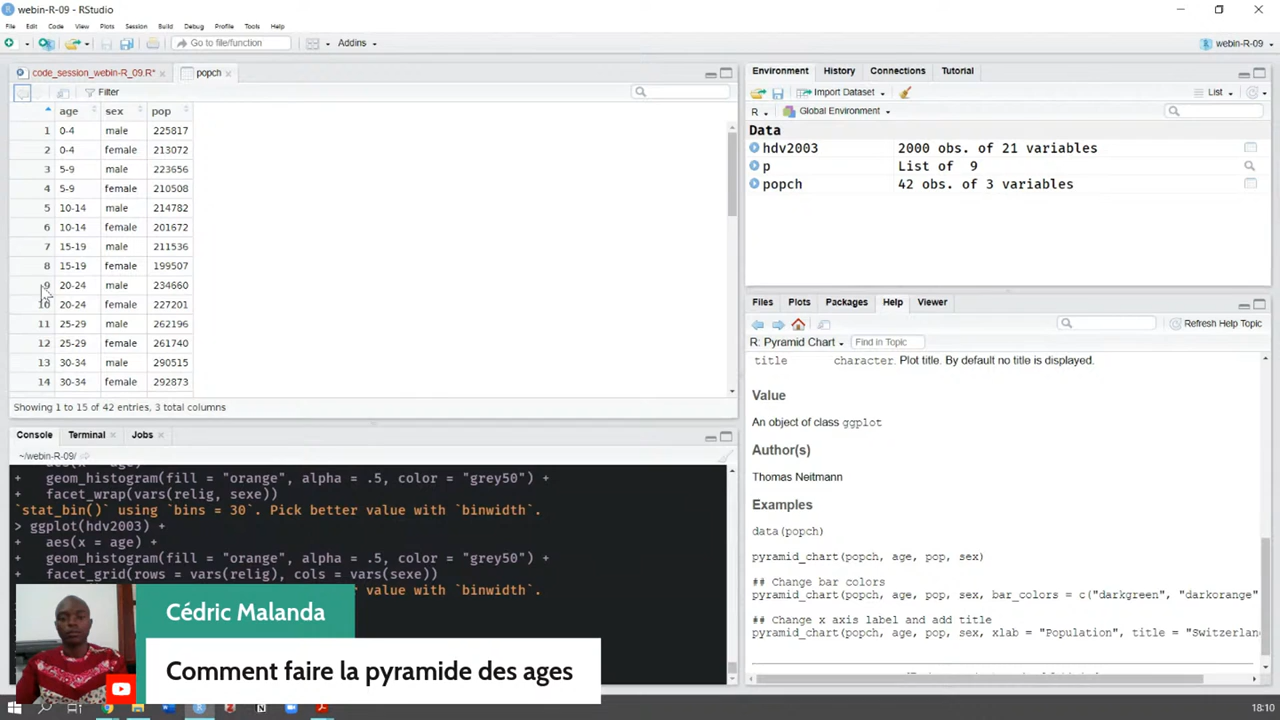 webin-R-09 - RStudio
File Edit Code View Plots Session Build Debug Profile Tools Help
Go to file/function Addins webin-R-09
code_session_webin-R_09.R* popch
Filter
age sex pop
1 0-4 male 225817
2 0-4 female 213072
3 5-9 male 223656
4 5-9 female 210508
5 10-14 male 214782
6 10-14 female 201672
7 15-19 male 211536
8 15-19 female 199507
9 20-24 male 234660
10 20-24 female 227201
11 25-29 male 262196
12 25-29 female 261740
13 30-34 male 290515
14 30-34 female 292873
Showing 1 to 15 of 42 entries, 3 total columns
Console Terminal Jobs
~/webin-R-09/
+ aes(x = age) +
+ geom_histogram(fill = "orange", alpha = .5, color = "grey50") +
+ facet_wrap(vars(relig, sexe))
`stat_bin()` using `bins = 30`. Pick better value with `binwidth`.
> ggplot(hdv2003) +
+ aes(x = age) +
+ geom_histogram(fill = "orange", alpha = .5, color = "grey50") +
+ facet_grid(rows = vars(relig), cols = vars(sexe))
er value with `binwidth`.
Cédric Malanda
Comment faire la pyramide des ages
Environment History Connections Tutorial
Import Dataset List
R Global Environment
Data
hdv2003 2000 obs. of 21 variables
p List of 9
popch 42 obs. of 3 variables
Files Plots Packages Help Viewer
Refresh Help Topic
R: Pyramid Chart Find in Topic
title character. Plot title. By default no title is displayed.
Value
An object of class ggplot
Author(s)
Thomas Neitmann
Examples
data(popch)
pyramid_chart(popch, age, pop, sex)
## Change bar colors
pyramid_chart(popch, age, pop, sex, bar_colors = c("darkgreen", "darkorange"
## Change x axis label and add title
pyramid_chart(popch, age, pop, sex, xlab = "Population", title = "Switzerlan
18:10